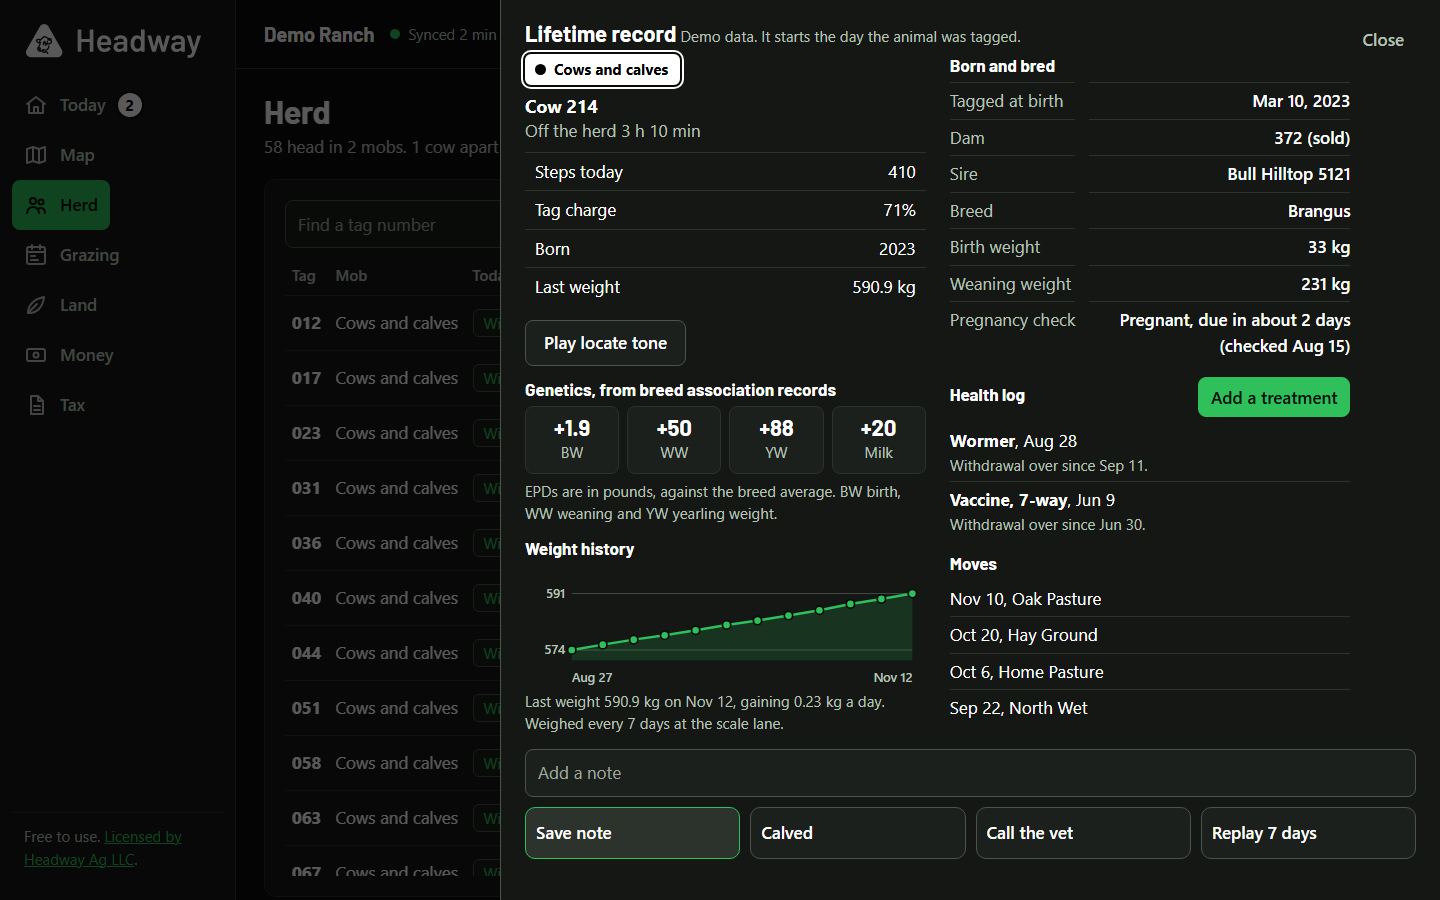 Headway
Today 2
Map
Herd
Grazing
Land
Money
Tax
Free to use. Licensed by
Headway Ag LLC.
Demo Ranch
Synced 2 min
Herd
58 head in 2 mobs. 1 cow apart
Find a tag number
Tag Mob Toda
012 Cows and calves Wi
017 Cows and calves Wi
023 Cows and calves Wi
031 Cows and calves Wi
036 Cows and calves Wi
040 Cows and calves Wi
044 Cows and calves Wi
051 Cows and calves Wi
058 Cows and calves Wi
063 Cows and calves Wi
067 Cows and calves Wi
Lifetime record Demo data. It starts the day the animal was tagged.
Close
Cows and calves
Cow 214
Off the herd 3 h 10 min
Steps today 410
Tag charge 71%
Born 2023
Last weight 590.9 kg
Play locate tone
Genetics, from breed association records
+1.9 +50 +88 +20
BW WW YW Milk
EPDs are in pounds, against the breed average. BW birth,
WW weaning and YW yearling weight.
Weight history
591
574
Aug 27 Nov 12
Last weight 590.9 kg on Nov 12, gaining 0.23 kg a day.
Weighed every 7 days at the scale lane.
Born and bred
Tagged at birth Mar 10, 2023
Dam 372 (sold)
Sire Bull Hilltop 5121
Breed Brangus
Birth weight 33 kg
Weaning weight 231 kg
Pregnancy check Pregnant, due in about 2 days
(checked Aug 15)
Health log
Add a treatment
Wormer, Aug 28
Withdrawal over since Sep 11.
Vaccine, 7-way, Jun 9
Withdrawal over since Jun 30.
Moves
Nov 10, Oak Pasture
Oct 20, Hay Ground
Oct 6, Home Pasture
Sep 22, North Wet
Add a note
Save note
Calved
Call the vet
Replay 7 days